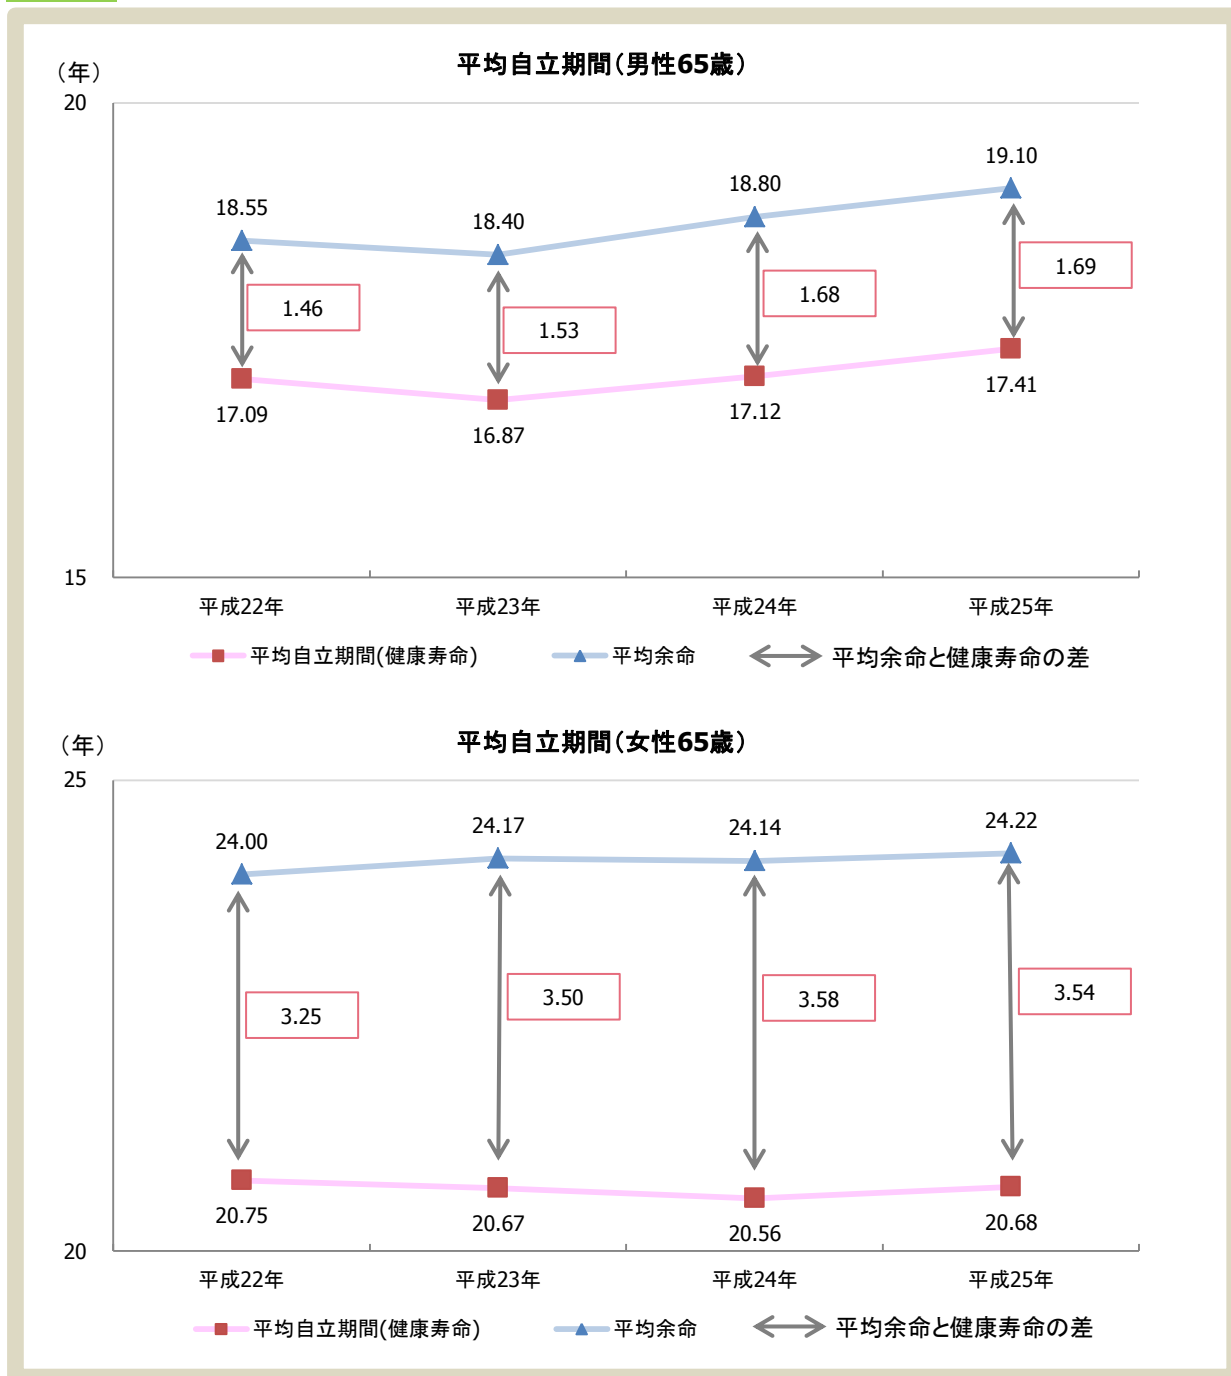 平均自立期間(男性65歳)
(年)
20
19.10
18.80
18.55
18.40
1.46
1.53
1.68
1.69
17.09
16.87
17.12
17.41
15
平成22年 平成23年 平成24年 平成25年
平均自立期間(健康寿命) 平均余命 平均余命と健康寿命の差
平均自立期間(女性65歳)
(年)
25
24.00 24.17 24.14 24.22
3.25 3.50 3.58 3.54
20.75 20.67 20.56 20.68
20
平成22年 平成23年 平成24年 平成25年
平均自立期間(健康寿命) 平均余命 平均余命と健康寿命の差